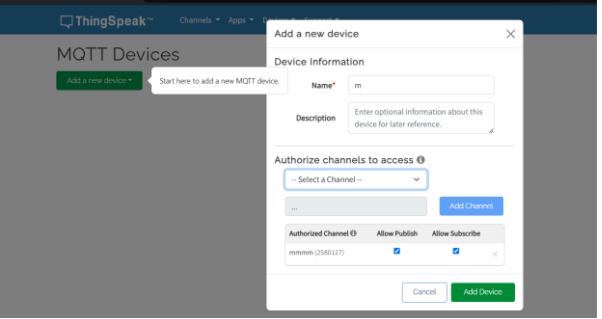 ThingSpeak™
Channels Apps Support
MQTT Devices
Add a new device
Start here to add a new MQTT device.
Add a new device
Device Information
Name*
m
Description
Enter optional information about this
device for later reference.
Authorize channels to access
-- Select a Channel --
...
Add Channel
Authorized Channel Allow Publish Allow Subscribe
mmmm (2580127)
Cancel
Add Device